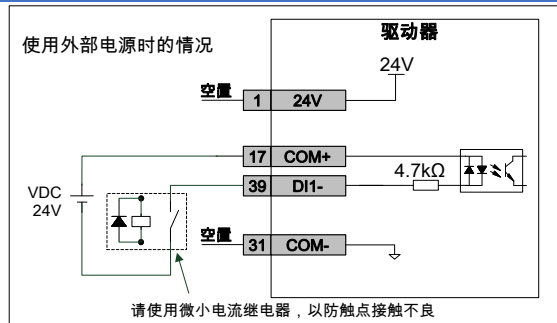 使用外部电源时的情况
驱动器
24V
空置
1 24V
17 COM+
4.7kΩ
39 DI1-
VDC
24V
空置
31 COM-
请使用微小电流继电器，以防触点接触不良